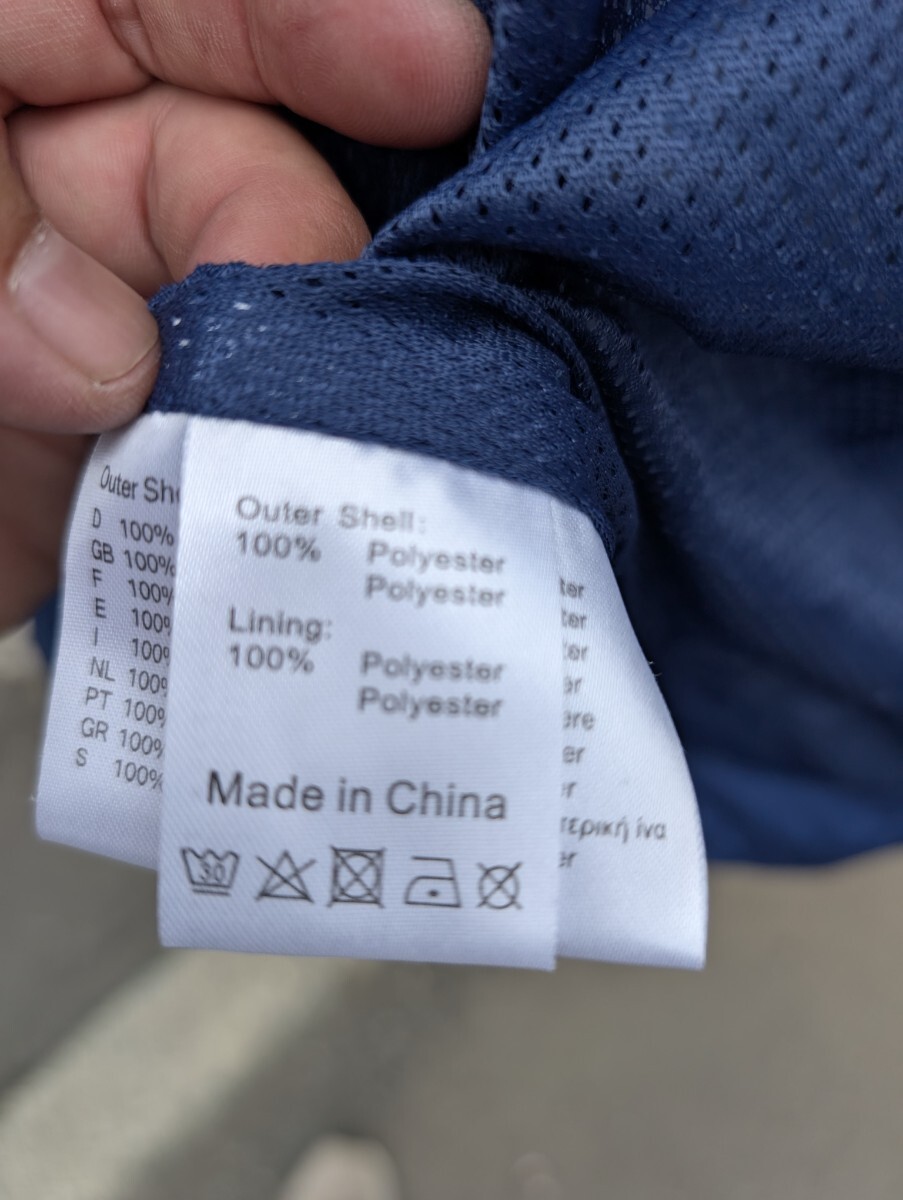 Outer Shell:
100% Polyester
Polyester
Lining:
100% Polyester
Polyester
Made in China
30
Outer
D 100%
GB 100%
F 100%
E 100%
I 100%
NL 100%
PT 100%
GR 100%
S 100%
ίνα